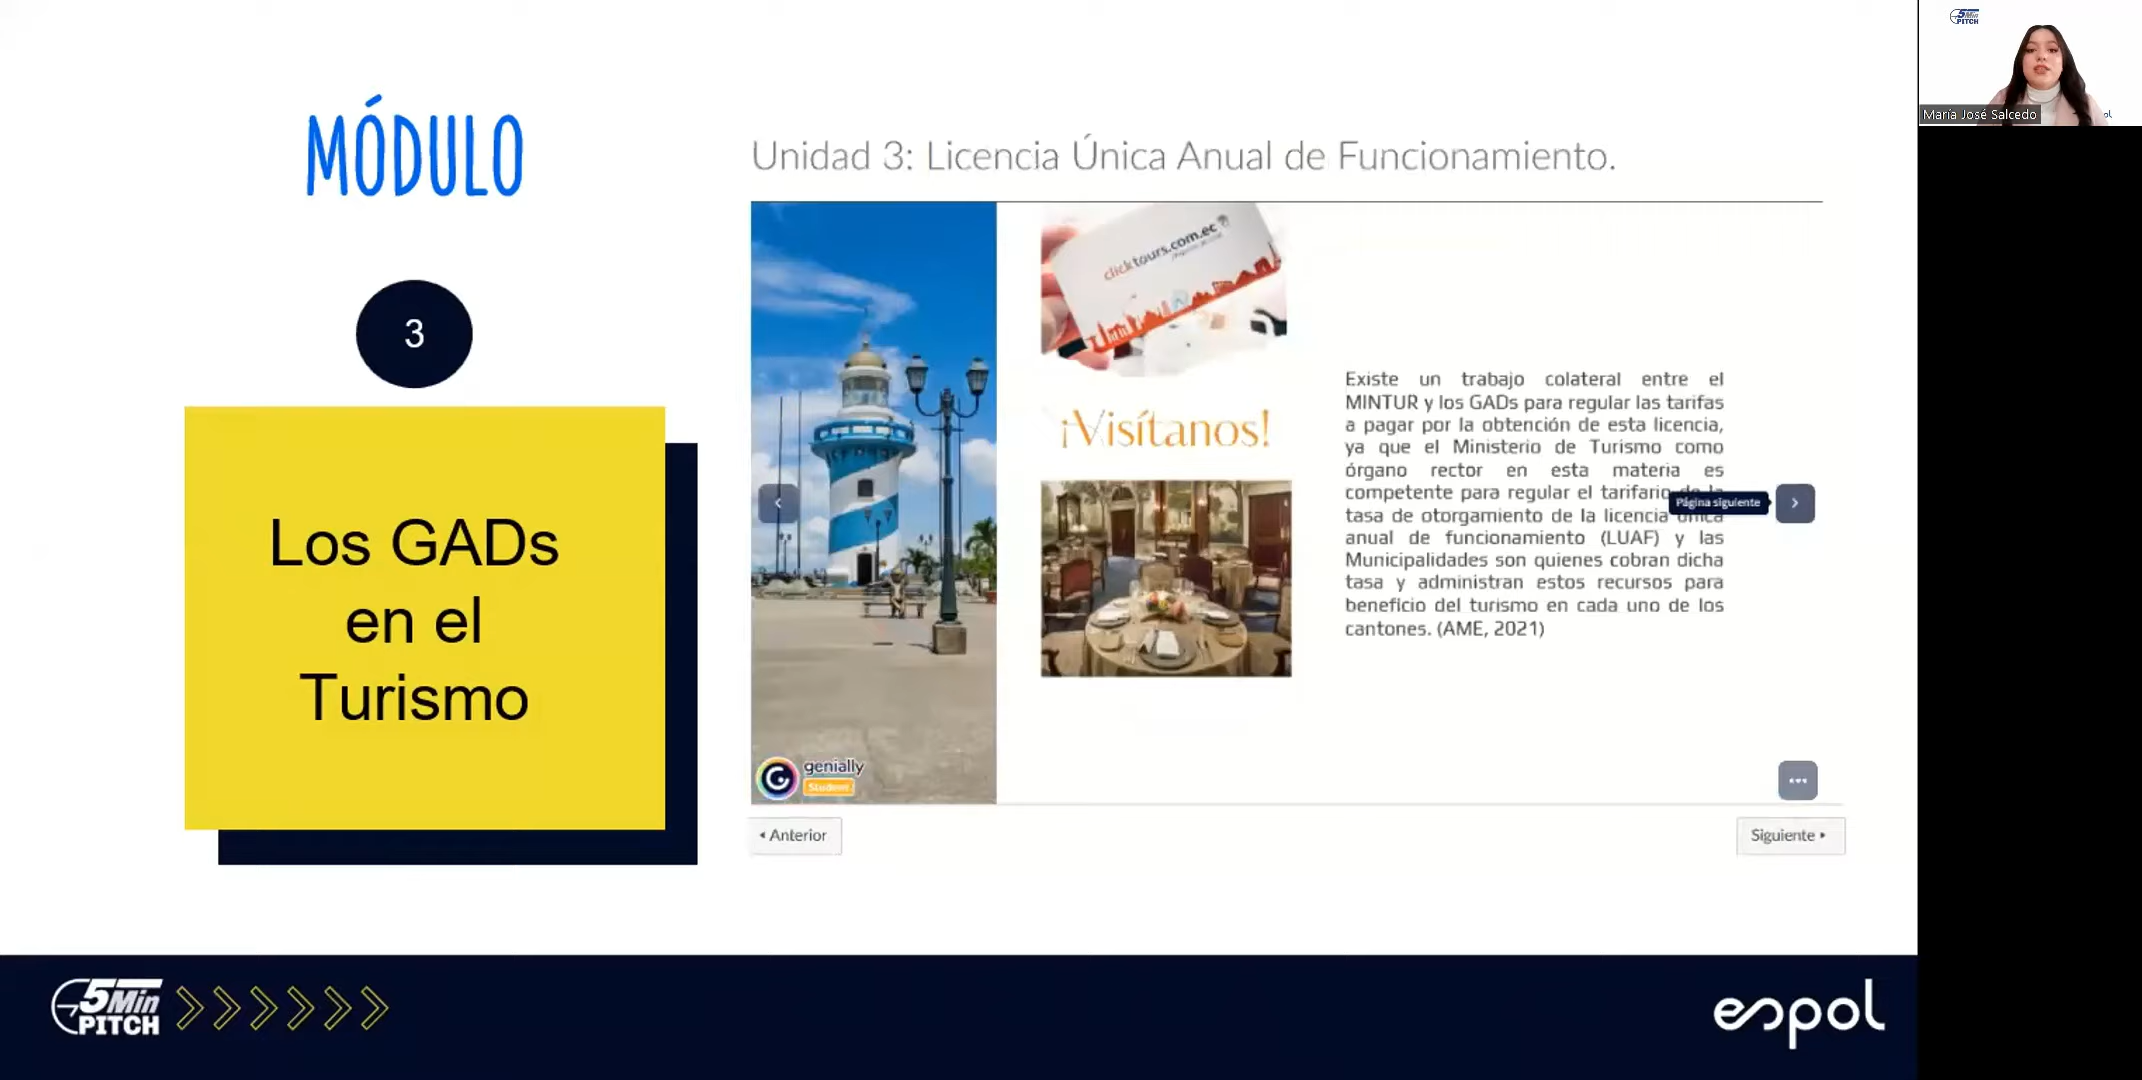 MÓDULO
3
Los GADs
en el
Turismo
Unidad 3: Licencia Única Anual de Funcionamiento.
clicktours.com.ec
¡Visítanos!
Existe un trabajo colateral entre el
MINTUR y los GADs para regular las tarifas
a pagar por la obtención de esta licencia,
ya que el Ministerio de Turismo como
órgano rector en esta materia es
competente para regular el tarifario de la
tasa de otorgamiento de la licencia única
anual de funcionamiento (LUAF) y las
Municipalidades son quienes cobran dicha
tasa y administran estos recursos para
beneficio del turismo en cada uno de los
cantones. (AME, 2021)
Página siguiente
genially
Student
Anterior
Siguiente
5Min
PITCH
espol
5Min
PITCH
María José Salcedo